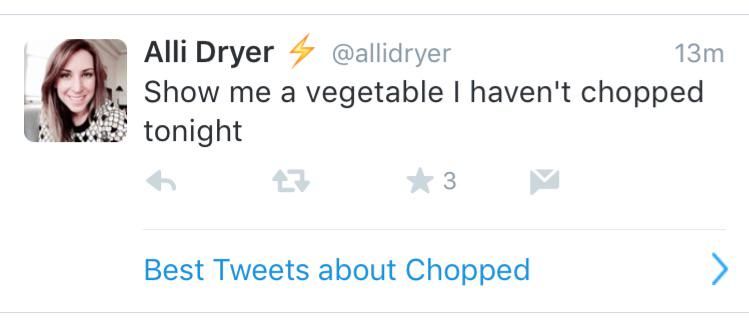 Alli Dryer ⚡ @allidryer 13m
Show me a vegetable I haven't chopped
tonight
3
Best Tweets about Chopped